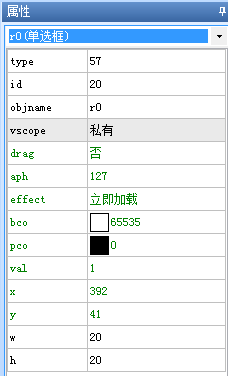 属性
r0(单选框)
type 57
id 20
objname r0
vscope 私有
drag 否
aph 127
effect 立即加载
bco 65535
pco 0
val 1
x 392
y 41
w 20
h 20